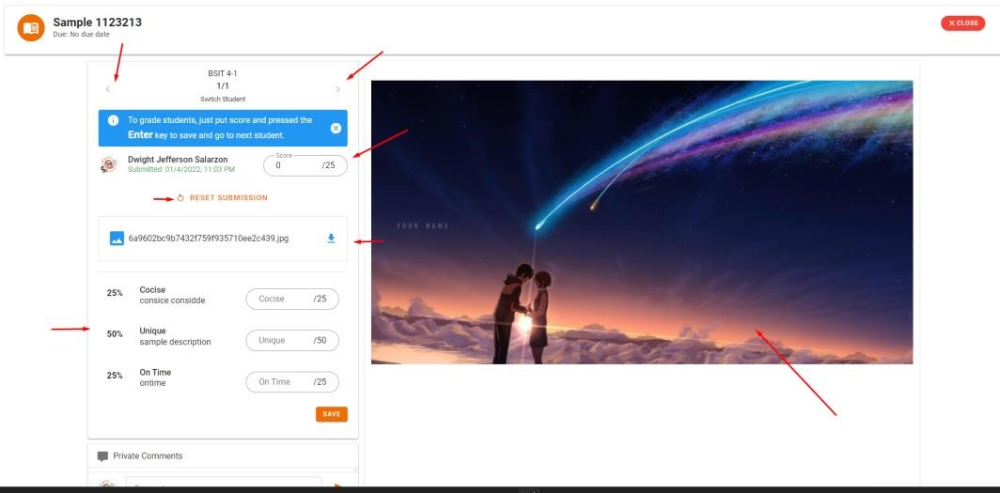 Sample 1123213
Due: No due date
CLOSE
BSIT 4-1
1/1
Switch Student
To grade students, just put score and pressed the
Enter key to save and go to next student.
Dwight Jefferson Salarzon
Submitted: 01/4/2022, 11:03 PM
Score
0 /25
RESET SUBMISSION
6a9602bc9b7432f759f935710ee2c439.jpg
25% Cocise
consice considde
Cocise /25
50% Unique
sample description
Unique /50
25% On Time
ontime
On Time /25
SAVE
Private Comments
YOUR NAME